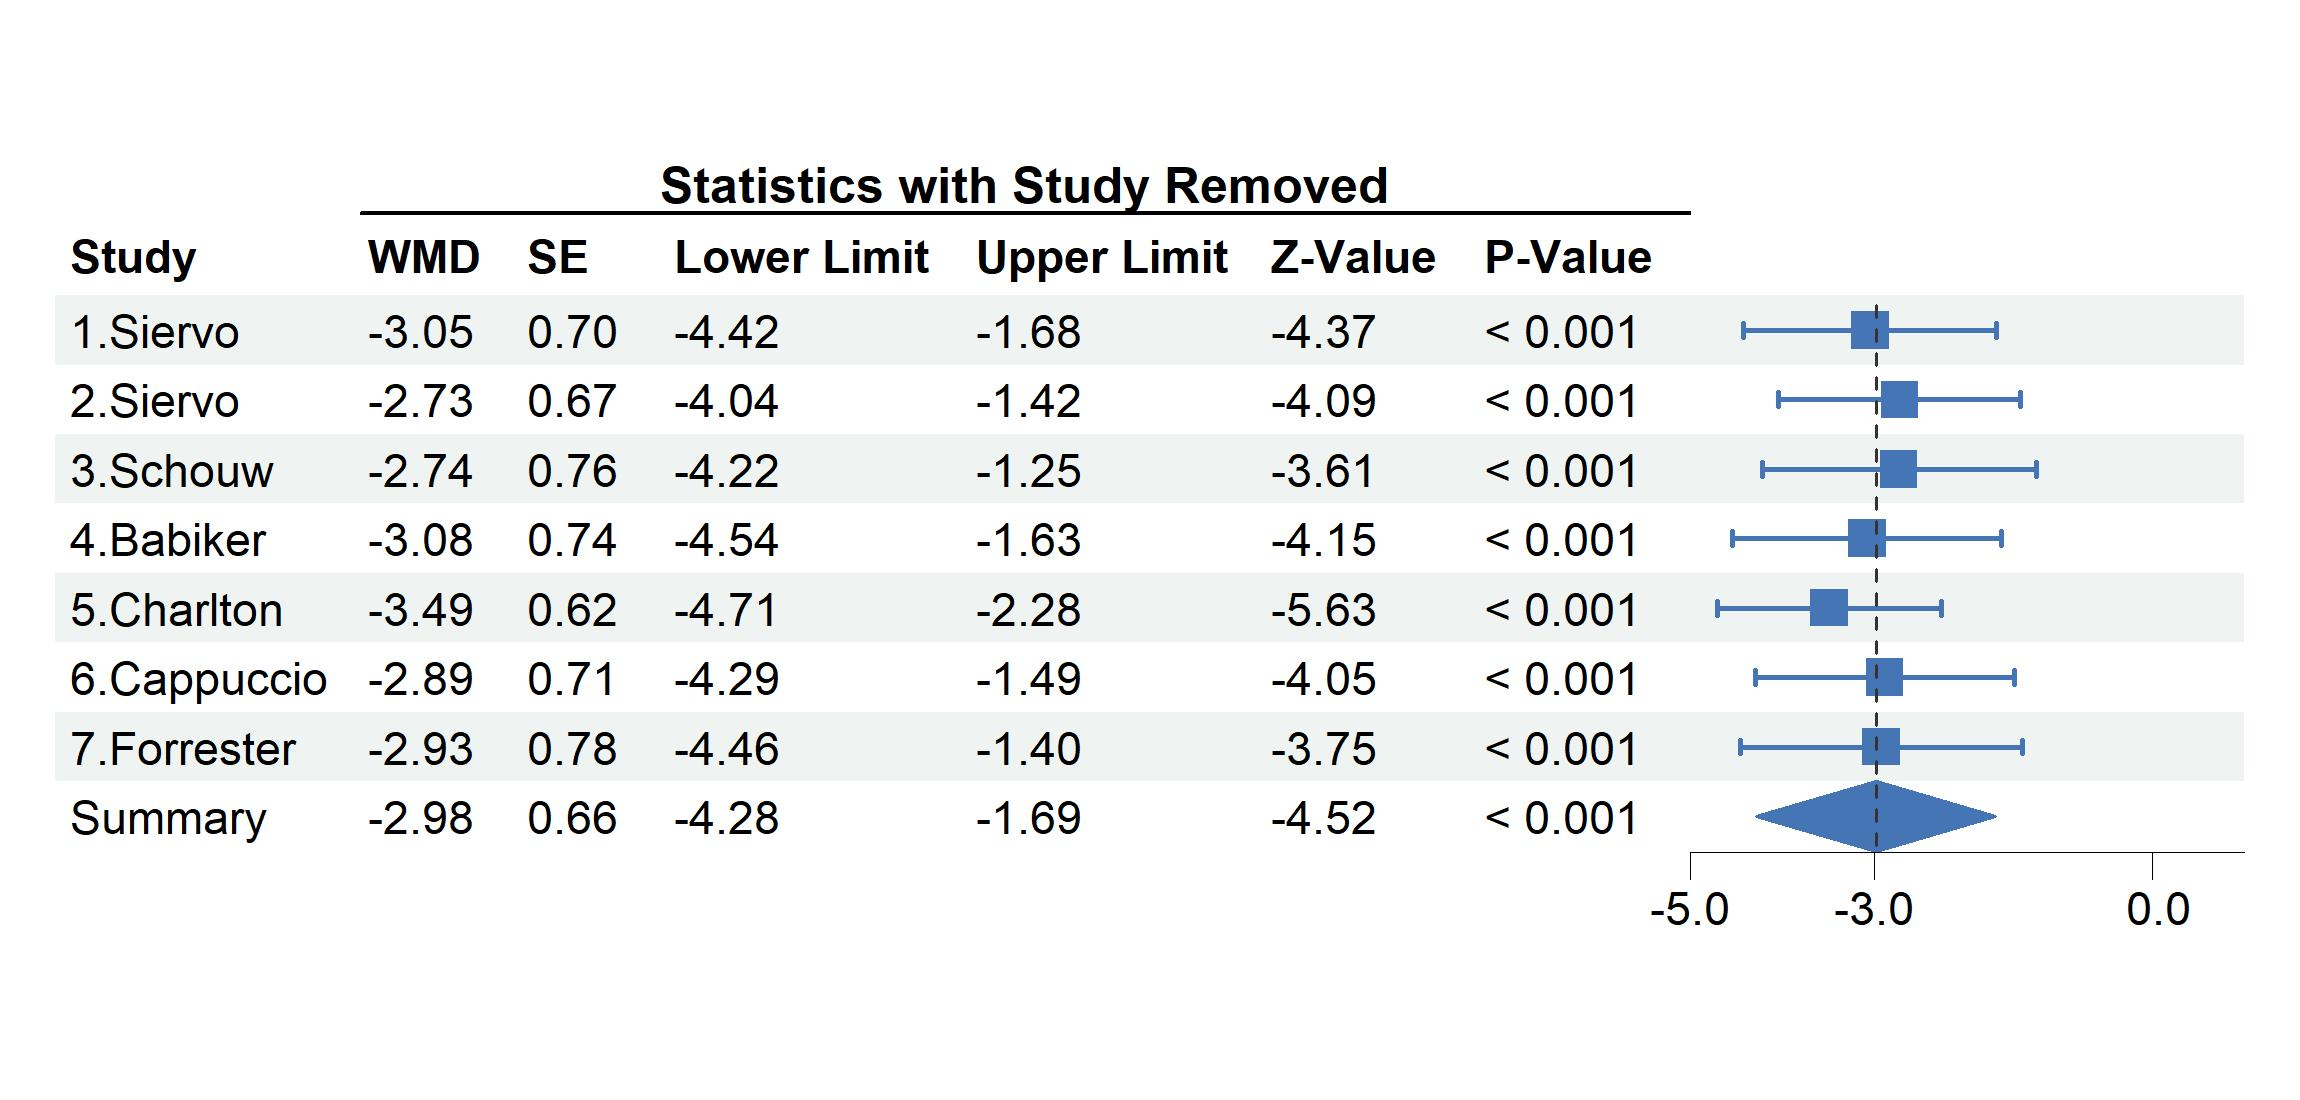 Statistics with Study Removed
Study WMD SE Lower Limit Upper Limit Z-Value P-Value
1.Siervo -3.05 0.70 -4.42 -1.68 -4.37 < 0.001
2.Siervo -2.73 0.67 -4.04 -1.42 -4.09 < 0.001
3.Schouw -2.74 0.76 -4.22 -1.25 -3.61 < 0.001
4.Babiker -3.08 0.74 -4.54 -1.63 -4.15 < 0.001
5.Charlton -3.49 0.62 -4.71 -2.28 -5.63 < 0.001
6.Cappuccio -2.89 0.71 -4.29 -1.49 -4.05 < 0.001
7.Forrester -2.93 0.78 -4.46 -1.40 -3.75 < 0.001
Summary -2.98 0.66 -4.28 -1.69 -4.52 < 0.001
-5.0 -3.0 0.0